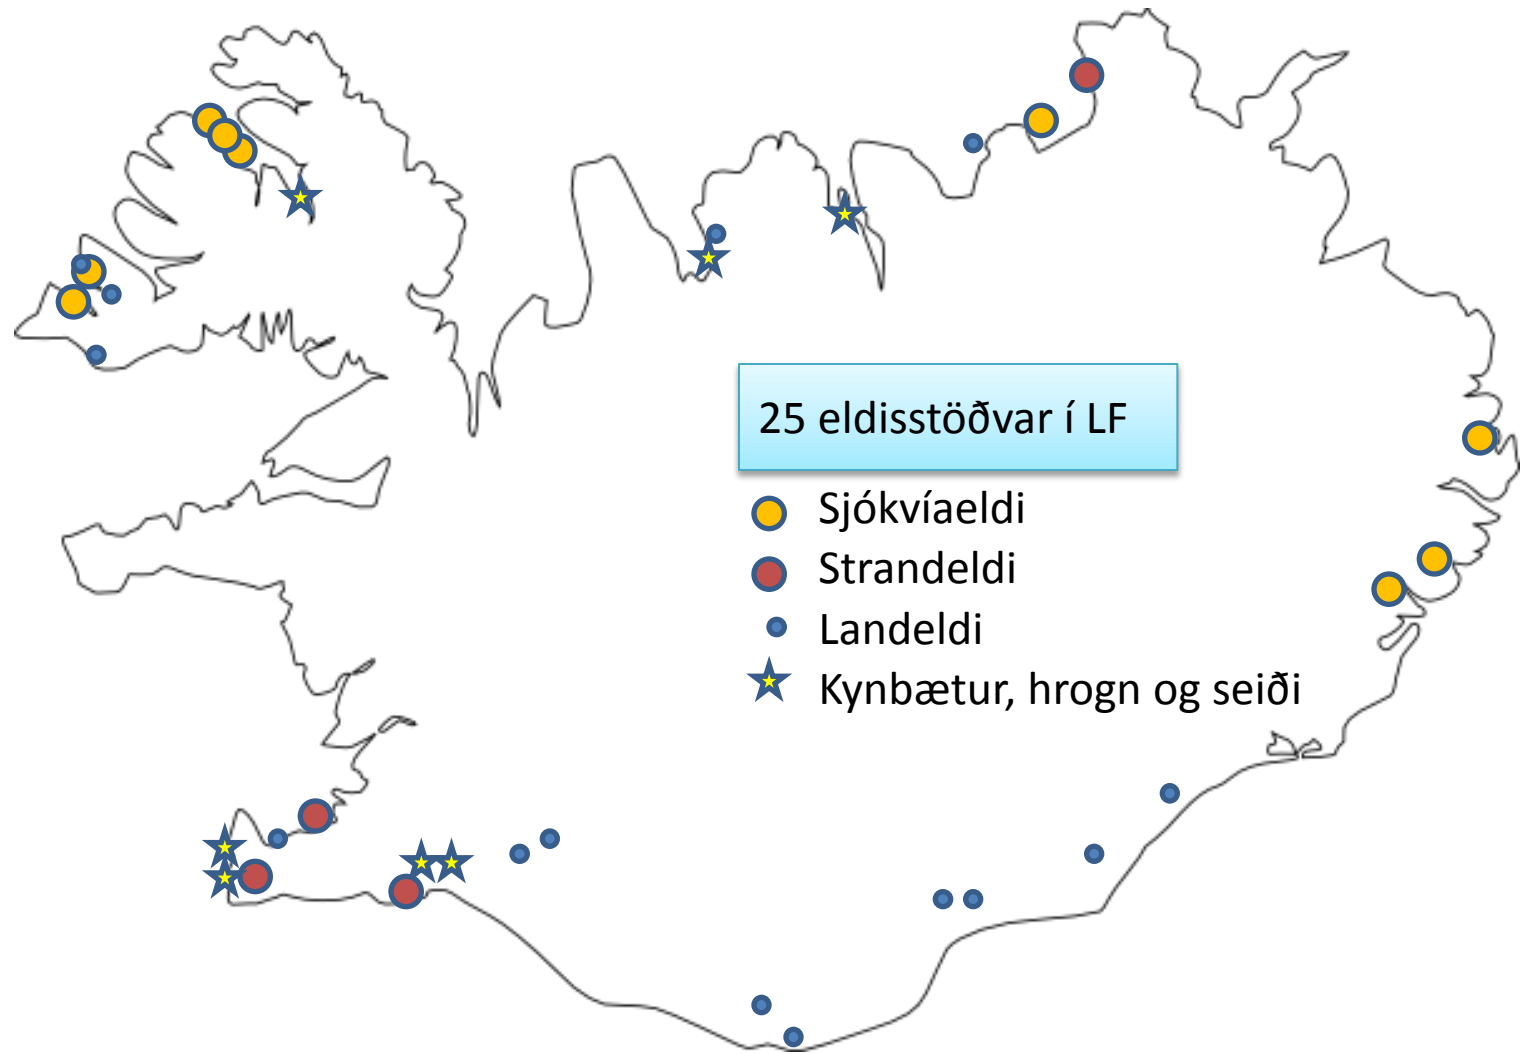 25 eldisstöðvar í LF
Sjókvíaeldi
Strandeldi
Landeldi
Kynbætur, hrogn og seiði